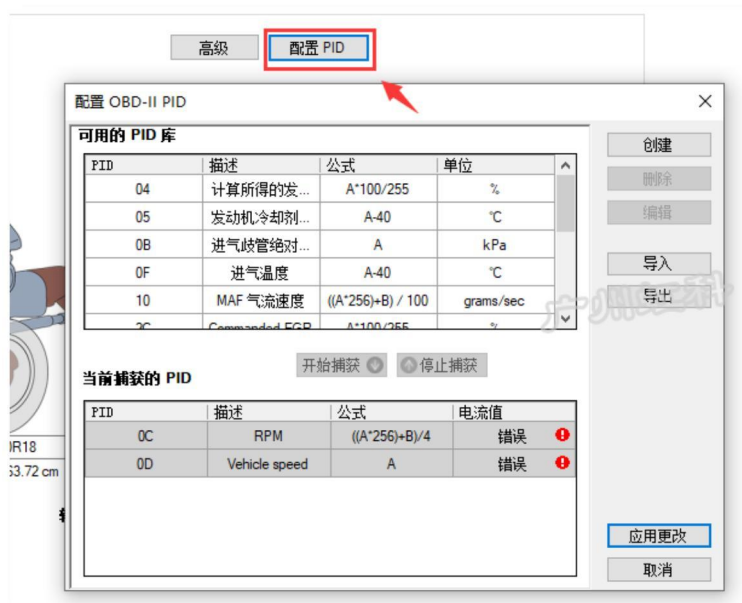 高级 配置 PID
配置 OBD-II PID
可用的 PID 库
创建
PID 描述 公式 单位
04 计算所得的发... A*100/255 %
删除
05 发动机冷却剂... A-40 ℃
编辑
0B 进气歧管绝对... A kPa
0F 进气温度 A-40 ℃
导入
10 MAF 气流速度 ((A*256)+B) / 100 grams/sec
导出
广州虹科
2C Commanded EGR A*100/255 %
开始捕获 停止捕获
当前捕获的 PID
PID 描述 公式 电流值
0C RPM ((A*256)+B)/4 错误
0D Vehicle speed A 错误
0R18
63.72 cm
应用更改
取消